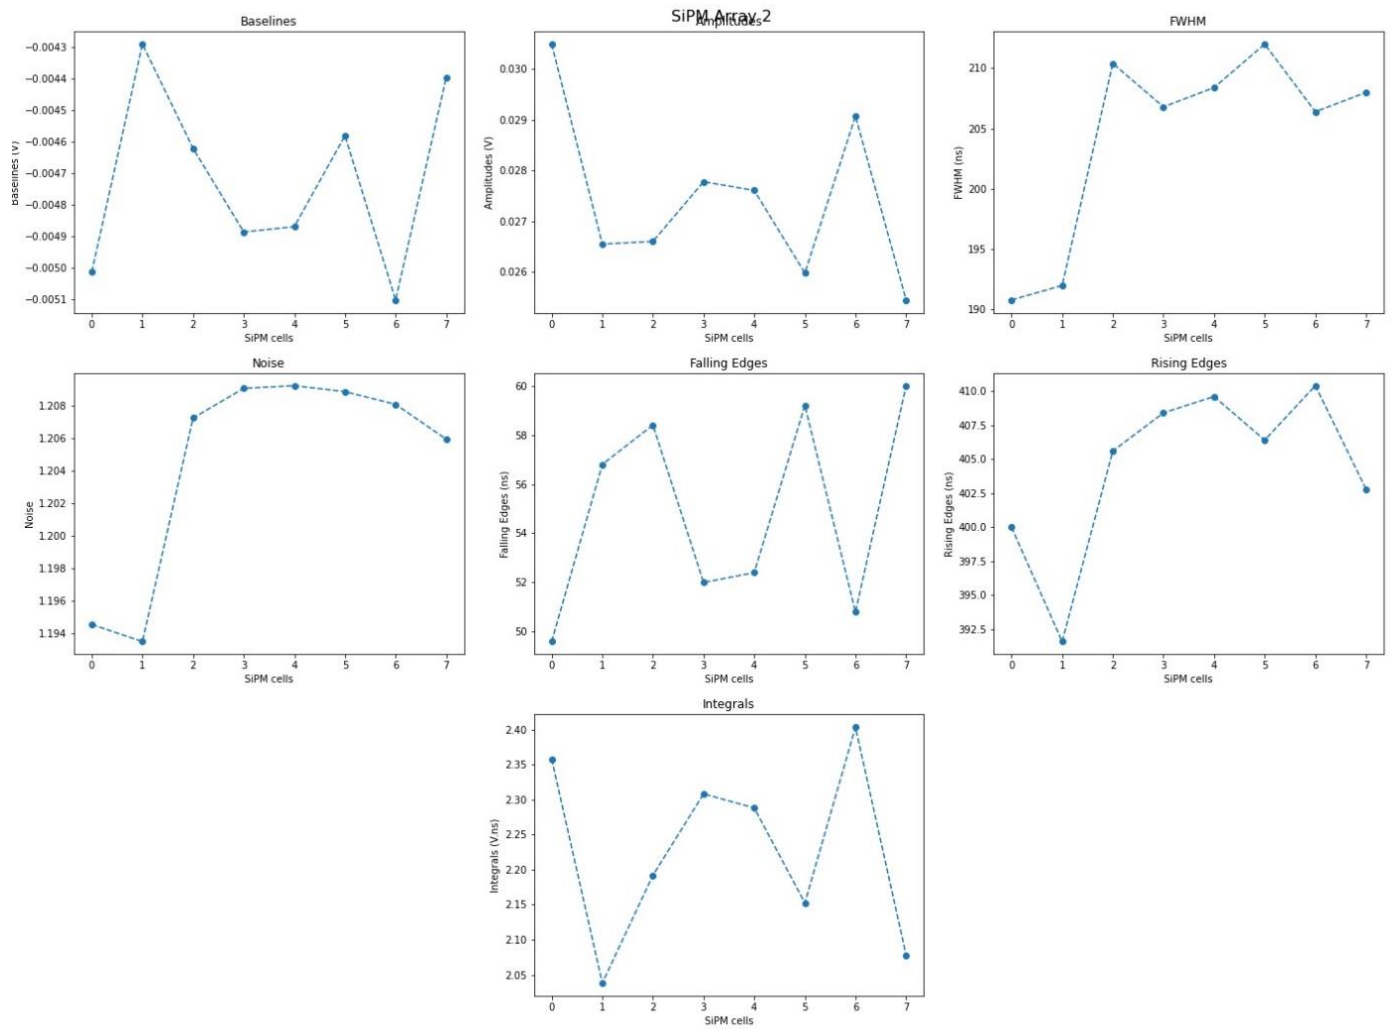 SiPM Array 2
Baselines
Amplitudes
FWHM
−0.0043
−0.0044
−0.0045
−0.0046
−0.0047
−0.0048
−0.0049
−0.0050
−0.0051
Baselines (V)
0 1 2 3 4 5 6 7
SiPM cells
0.030
0.029
0.028
0.027
0.026
Amplitudes (V)
0 1 2 3 4 5 6 7
SiPM cells
210
205
200
195
190
FWHM (ns)
0 1 2 3 4 5 6 7
SiPM cells
Noise
1.208
1.206
1.204
1.202
1.200
1.198
1.196
1.194
Noise
0 1 2 3 4 5 6 7
SiPM cells
Falling Edges
60
58
56
54
52
50
Falling Edges (ns)
0 1 2 3 4 5 6 7
SiPM cells
Rising Edges
410.0
407.5
405.0
402.5
400.0
397.5
395.0
392.5
Rising Edges (ns)
0 1 2 3 4 5 6 7
SiPM cells
Integrals
2.40
2.35
2.30
2.25
2.20
2.15
2.10
2.05
Integrals (V.ns)
0 1 2 3 4 5 6 7
SiPM cells